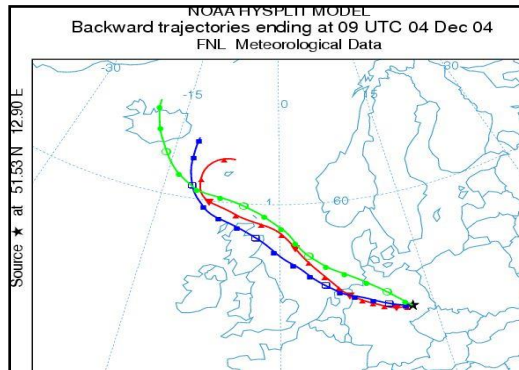 NOAA HYSPLIT MODEL
Backward trajectories ending at 09 UTC 04 Dec 04
FNL Meteorological Data
Source ★ at 51.53 N 12.90 E
-30
-15
0
15
30
60